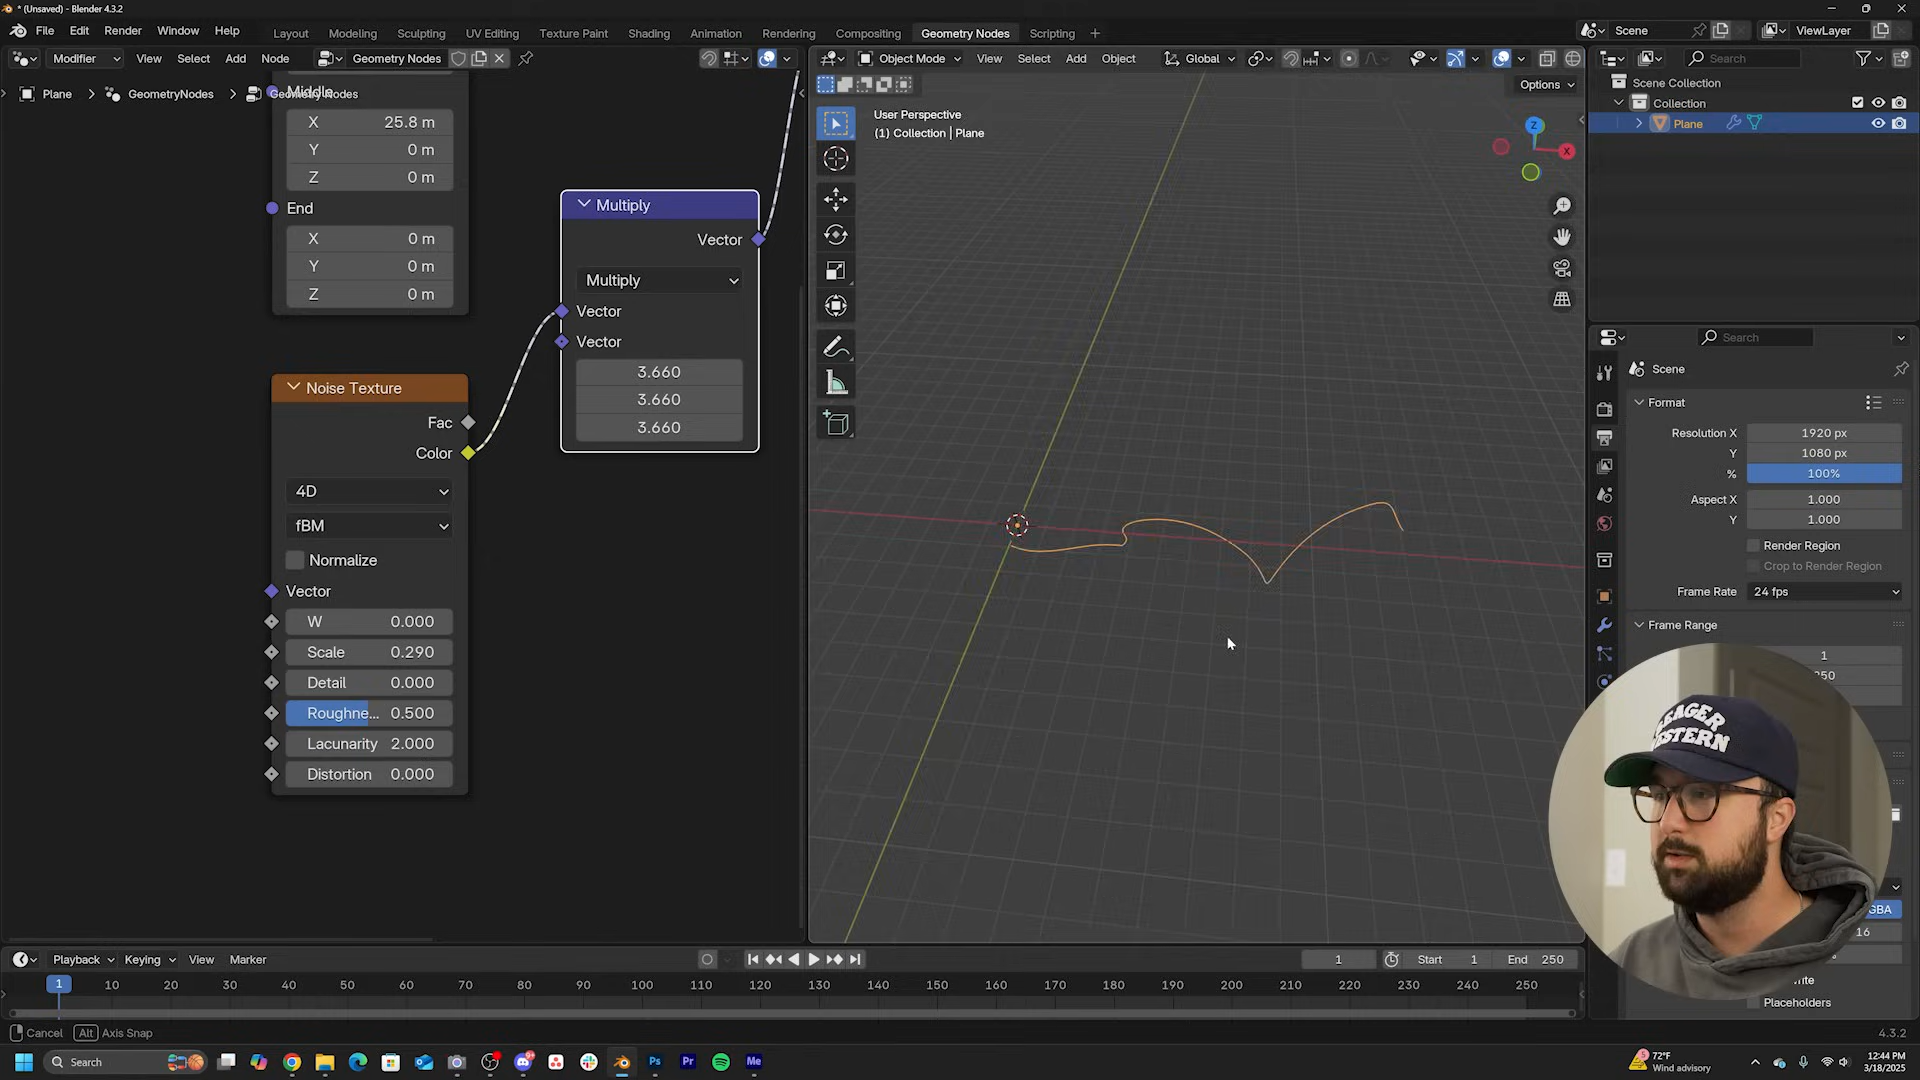 * (Unsaved) - Blender 4.3.2
File Edit Render Window Help
Layout Modeling Sculpting UV Editing Texture Paint Shading Animation Rendering Compositing Geometry Nodes Scripting +
Scene
ViewLayer
Modifier View Select Add Node Geometry Nodes
Object Mode View Select Add Object Global
Search
Options
Plane > GeometryNodes > Geometry Nodes
Middle
X 25.8 m
Y 0 m
Z 0 m
End
X 0 m
Y 0 m
Z 0 m
Multiply
Vector
Multiply
Vector
Vector
3.660
3.660
3.660
Noise Texture
Fac
Color
4D
fBM
Normalize
Vector
W 0.000
Scale 0.290
Detail 0.000
Roughne... 0.500
Lacunarity 2.000
Distortion 0.000
User Perspective
(1) Collection | Plane
Z
X
Scene Collection
Collection
Plane
Search
Scene
Format
Resolution X 1920 px
Y 1080 px
% 100%
Aspect X 1.000
Y 1.000
Render Region
Crop to Render Region
Frame Rate 24 fps
Frame Range
1
250
GBA
16
Placeholders
Playback Keying View Marker
1 Start 1 End 250
1 10 20 30 40 50 60 70 80 90 100 110 120 130 140 150 160 170 180 190 200 210 220 230 240 250
Cancel Alt Axis Snap
4.3.2
Search
72°F
Wind advisory
12:44 PM
3/18/2025